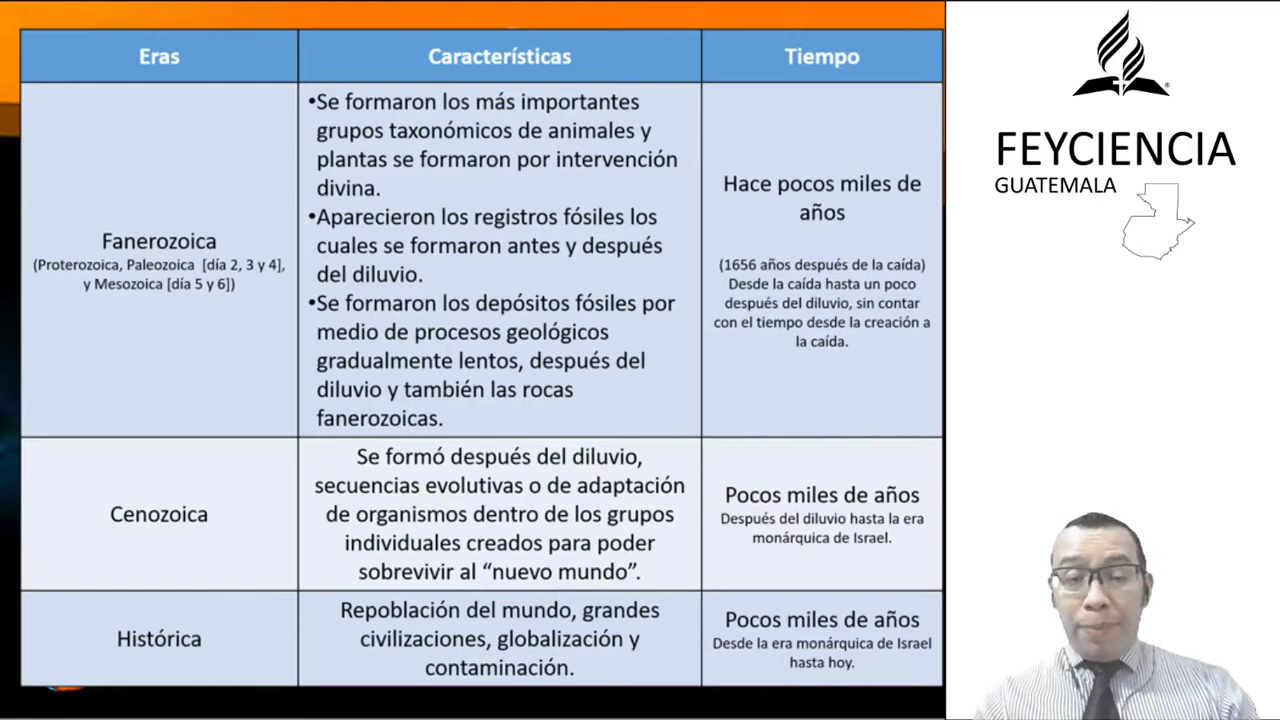 Eras
Características
Tiempo
Fanerozoica
(Proterozoica, Paleozoica [día 2, 3 y 4],
y Mesozoica [día 5 y 6])
•Se formaron los más importantes
grupos taxonómicos de animales y
plantas se formaron por intervención
divina.
•Aparecieron los registros fósiles los
cuales se formaron antes y después
del diluvio.
•Se formaron los depósitos fósiles por
medio de procesos geológicos
gradualmente lentos, después del
diluvio y también las rocas
fanerozoicas.
Hace pocos miles de
años
(1656 años después de la caída)
Desde la caída hasta un poco
después del diluvio, sin contar
con el tiempo desde la creación a
la caída.
Cenozoica
Se formó después del diluvio,
secuencias evolutivas o de adaptación
de organismos dentro de los grupos
individuales creados para poder
sobrevivir al “nuevo mundo”.
Pocos miles de años
Después del diluvio hasta la era
monárquica de Israel.
Histórica
Repoblación del mundo, grandes
civilizaciones, globalización y
contaminación.
Pocos miles de años
Desde la era monárquica de Israel
hasta hoy.
FEYCIENCIA
GUATEMALA